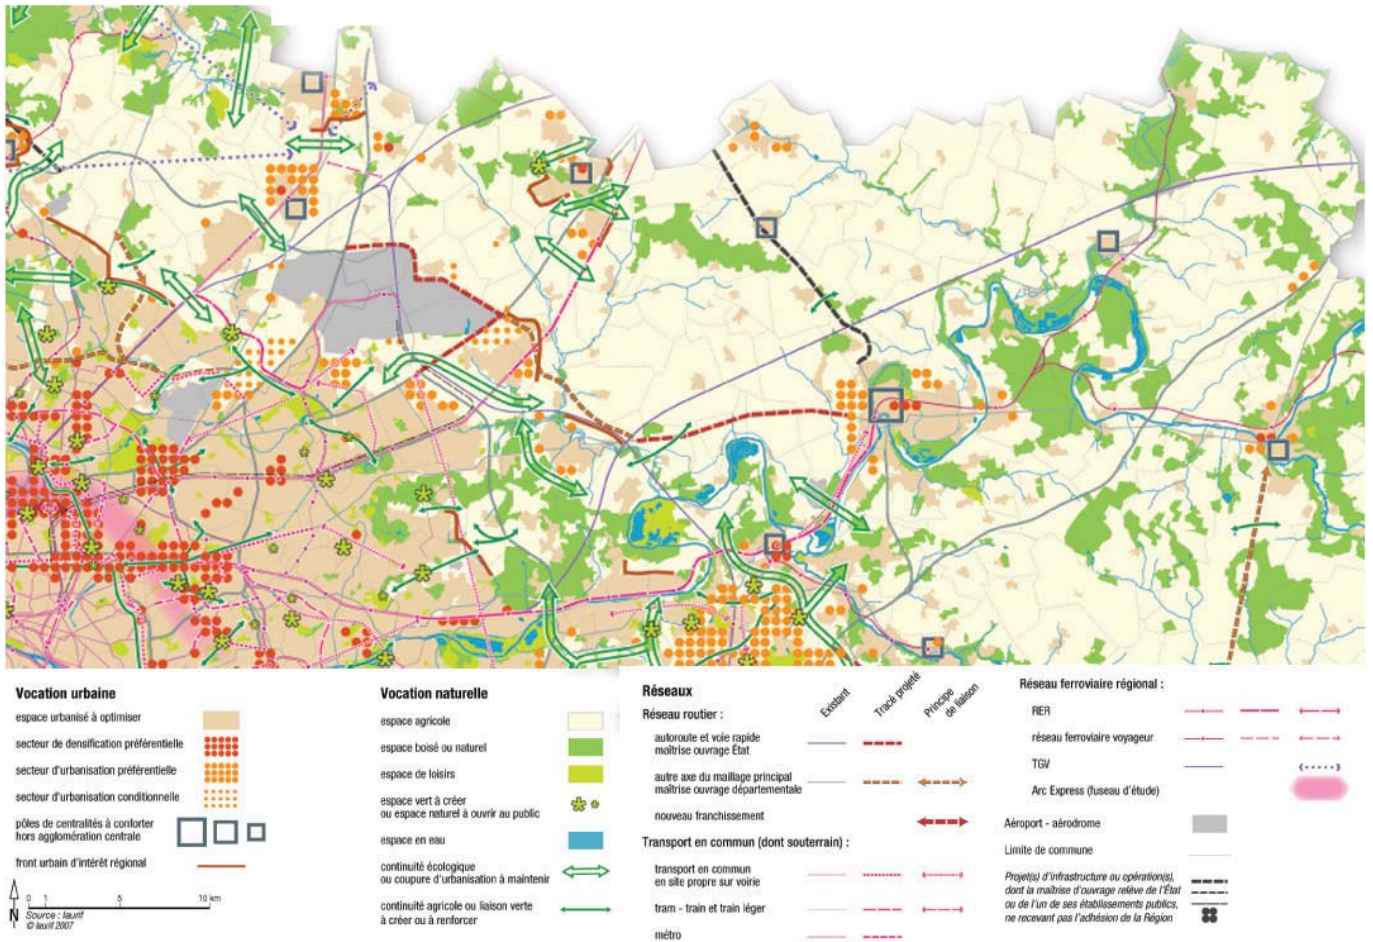 Vocation urbaine
espace urbanisé à optimiser
secteur de densification préférentielle
secteur d'urbanisation préférentielle
secteur d'urbanisation conditionnelle
pôles de centralités à conforter
hors agglomération centrale
front urbain d'intérêt régional
N
0 1 5 10 km
Source : Iaurif
© Iaurif 2007
Vocation naturelle
espace agricole
espace boisé ou naturel
espace de loisirs
espace vert à créer
ou espace naturel à ouvrir au public
espace en eau
continuité écologique
ou coupure d'urbanisation à maintenir
continuité agricole ou liaison verte
à créer ou à renforcer
Réseaux
Existant
Tracé projeté
Principe
de liaison
Réseau routier :
autoroute et voie rapide
maîtrise ouvrage État
autre axe du maillage principal
maîtrise ouvrage départementale
nouveau franchissement
Transport en commun (dont souterrain) :
transport en commun
en site propre sur voirie
tram - train et train léger
métro
Réseau ferroviaire régional :
RER
réseau ferroviaire voyageur
TGV
Arc Express (fuseau d'étude)
Aéroport - aérodrome
Limite de commune
Projet(s) d'infrastructure ou opération(s),
dont la maîtrise d'ouvrage relève de l'État
ou de l'un de ses établissements publics,
ne recevant pas l'adhésion de la Région